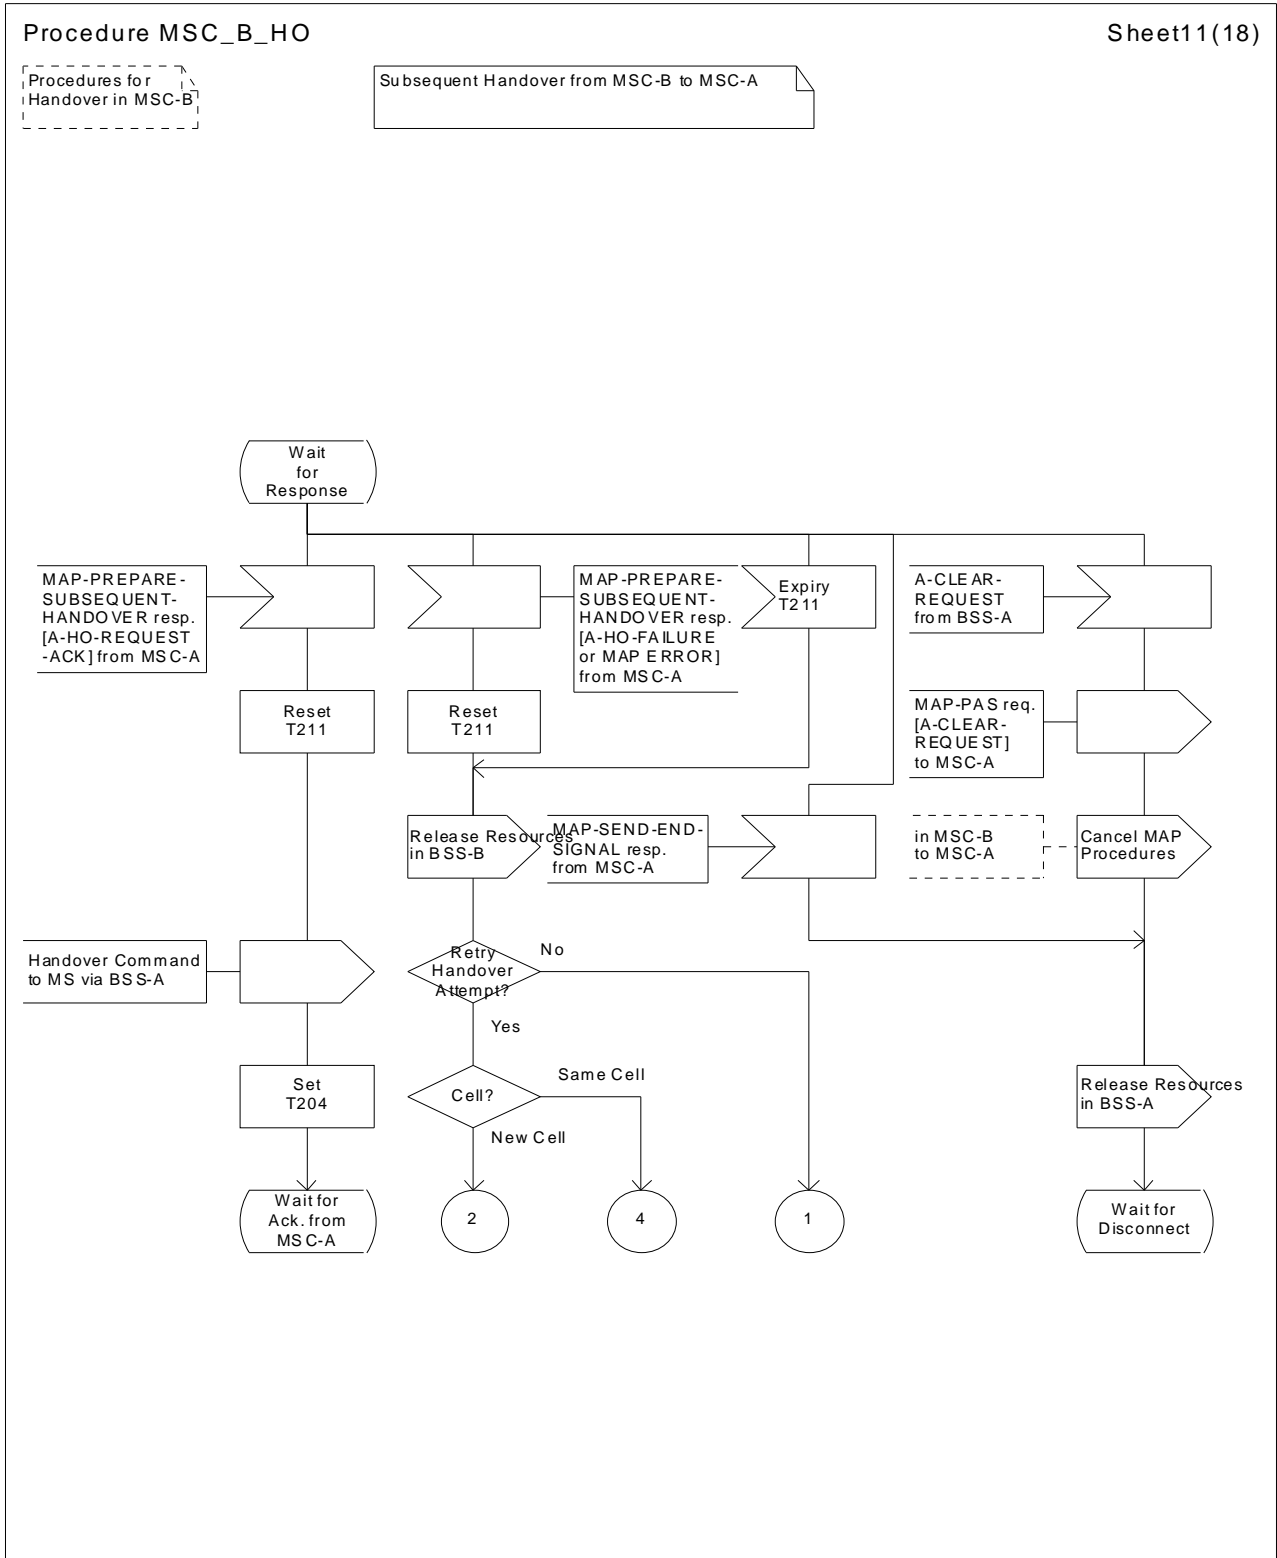 Procedure MSC_B_HO
Sheet11(18)
Procedures for
Handover in MSC-B
Subsequent Handover from MSC-B to MSC-A
Wait
for
Response
MAP-PREPARE-
SUBSEQUENT-
HANDOVER resp.
[A-HO-REQUEST
-ACK] from MSC-A
MAP-PREPARE-
SUBSEQUENT-
HANDOVER resp.
[A-HO-FAILURE
or MAP ERROR]
from MSC-A
Expiry
T211
A-CLEAR-
REQUEST
from BSS-A
Reset
T211
Reset
T211
MAP-PAS req.
[A-CLEAR-
REQUEST]
to MSC-A
Release Resources
in BSS-B
MAP-SEND-END-
SIGNAL resp.
from MSC-A
in MSC-B
to MSC-A
Cancel MAP
Procedures
Handover Command
to MS via BSS-A
Retry
Handover
Attempt?
No
Yes
Set
T204
Cell?
Same Cell
New Cell
Release Resources
in BSS-A
Wait for
Ack. from
MSC-A
2
4
1
Wait for
Disconnect